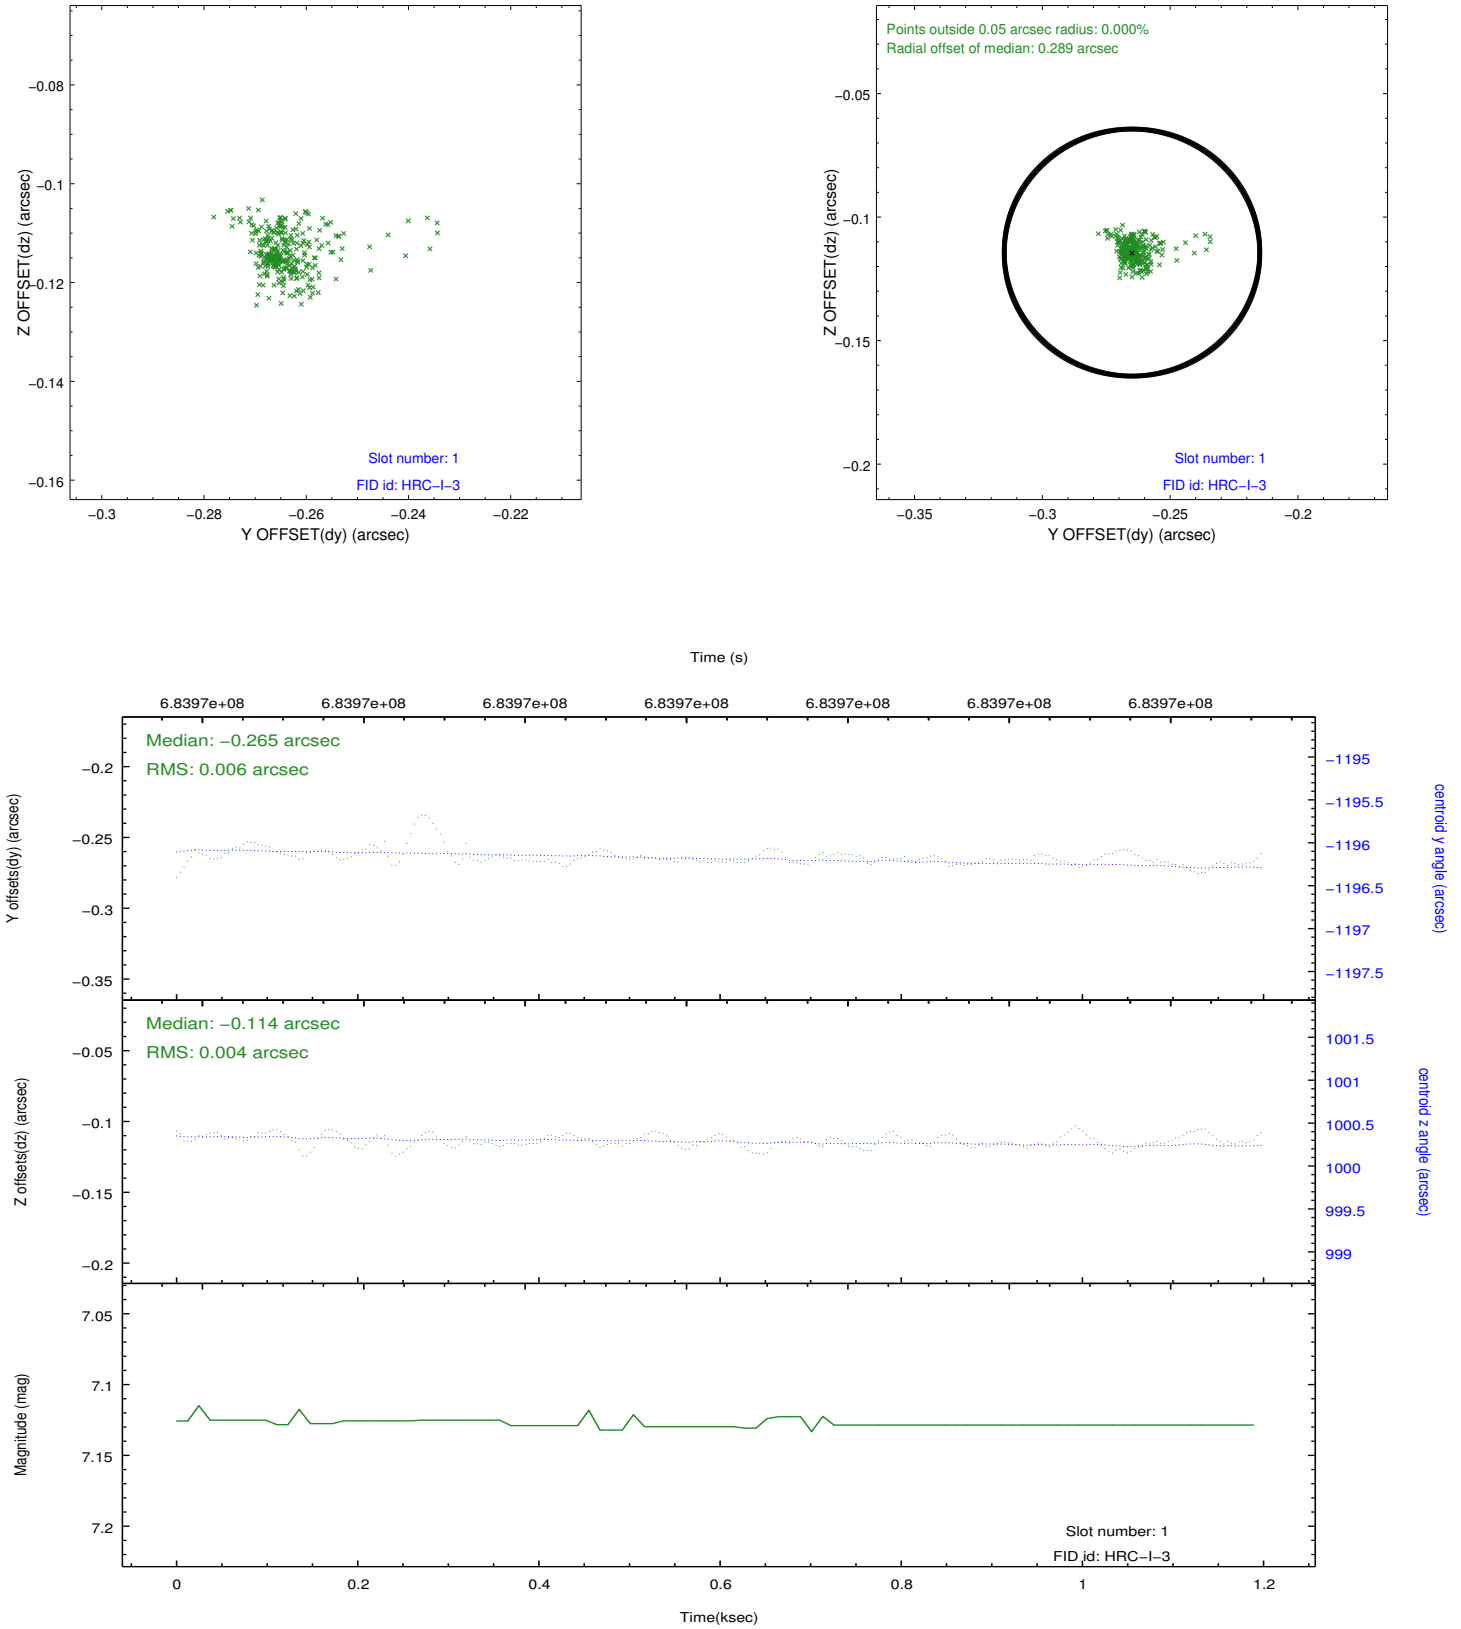 −0.08
−0.1
−0.12
−0.14
−0.16
Z OFFSET(dz) (arcsec)
Slot number: 1
FID id: HRC−I−3
−0.3 −0.28 −0.26 −0.24 −0.22
Y OFFSET(dy) (arcsec)
Points outside 0.05 arcsec radius: 0.000%
Radial offset of median: 0.289 arcsec
−0.05
−0.1
−0.15
−0.2
Z OFFSET(dz) (arcsec)
Slot number: 1
FID id: HRC−I−3
−0.35 −0.3 −0.25 −0.2
Y OFFSET(dy) (arcsec)
Time (s)
6.8397e+08 6.8397e+08 6.8397e+08 6.8397e+08 6.8397e+08 6.8397e+08 6.8397e+08
Median: −0.265 arcsec
RMS: 0.006 arcsec
−0.2
−0.25
−0.3
−0.35
Y offsets(dy) (arcsec)
−1195
−1195.5
−1196
−1196.5
−1197
−1197.5
centroid y angle (arcsec)
Median: −0.114 arcsec
RMS: 0.004 arcsec
−0.05
−0.1
−0.15
−0.2
Z offsets(dz) (arcsec)
1001.5
1001
1000.5
1000
999.5
999
centroid z angle (arcsec)
7.05
7.1
7.15
7.2
Magnitude (mag)
Slot number: 1
FID id: HRC−I−3
0 0.2 0.4 0.6 0.8 1 1.2
Time(ksec)